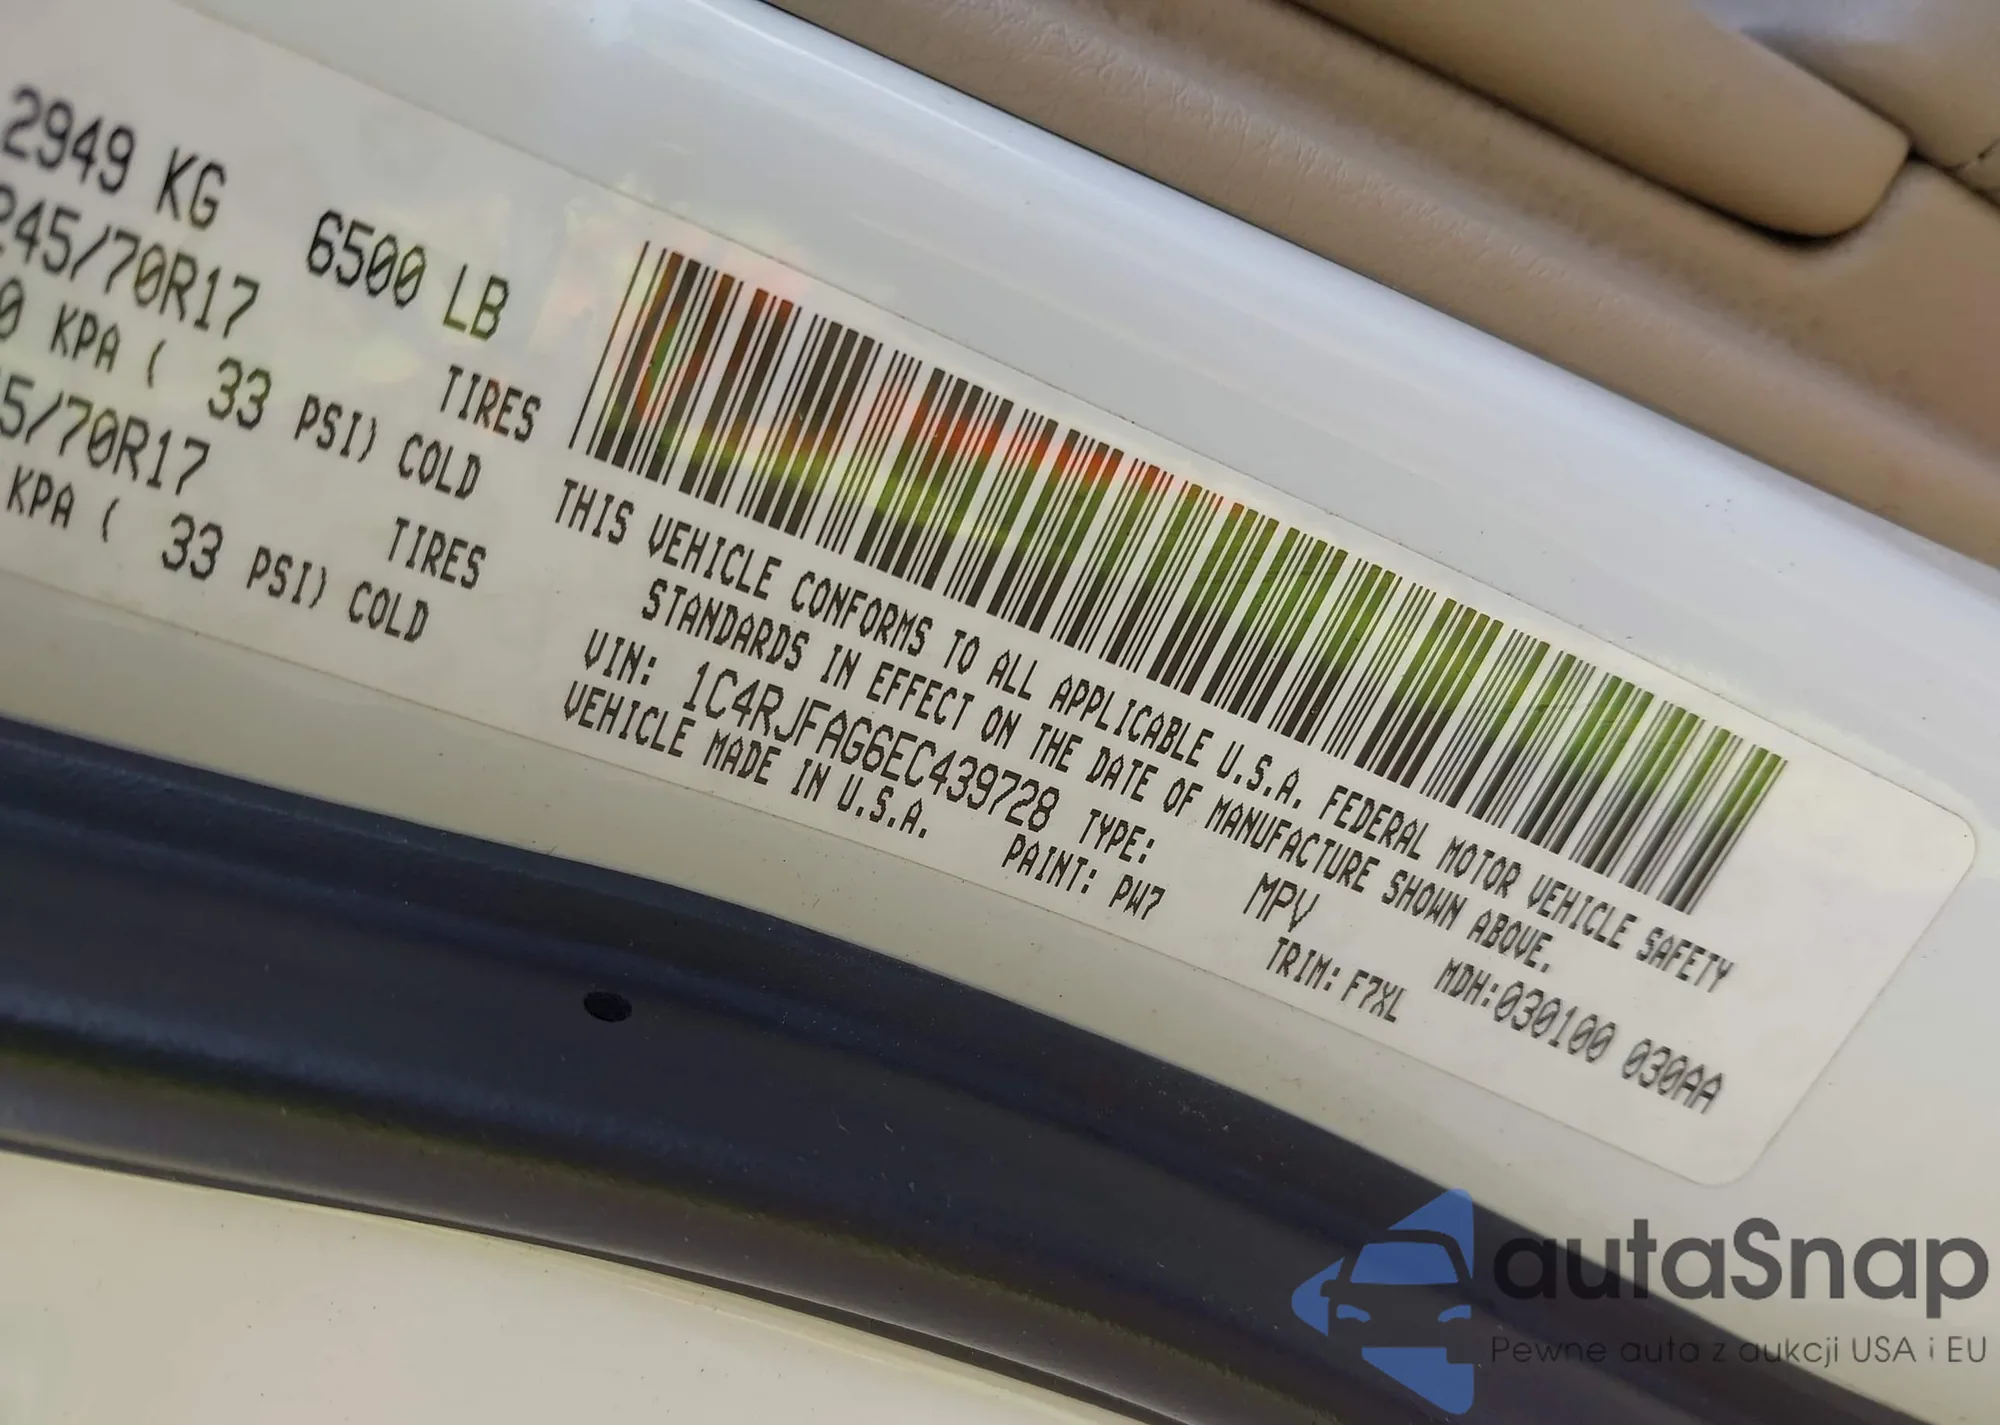 2949 KG
6500 LB
245/70R17
TIRES
KPA ( 33 PSI) COLD
5/70R17
TIRES
KPA ( 33 PSI) COLD
THIS VEHICLE CONFORMS TO ALL APPLICABLE U.S.A. FEDERAL MOTOR VEHICLE SAFETY
STANDARDS IN EFFECT ON THE DATE OF MANUFACTURE SHOWN ABOVE.
VIN: 1C4RJFAG6EC439728 TYPE: MPV MDH:030100 030AA
VEHICLE MADE IN U.S.A. PAINT: PW7 TRIM: F7XL
autaSnap
Pewne auta z aukcji USA i EU